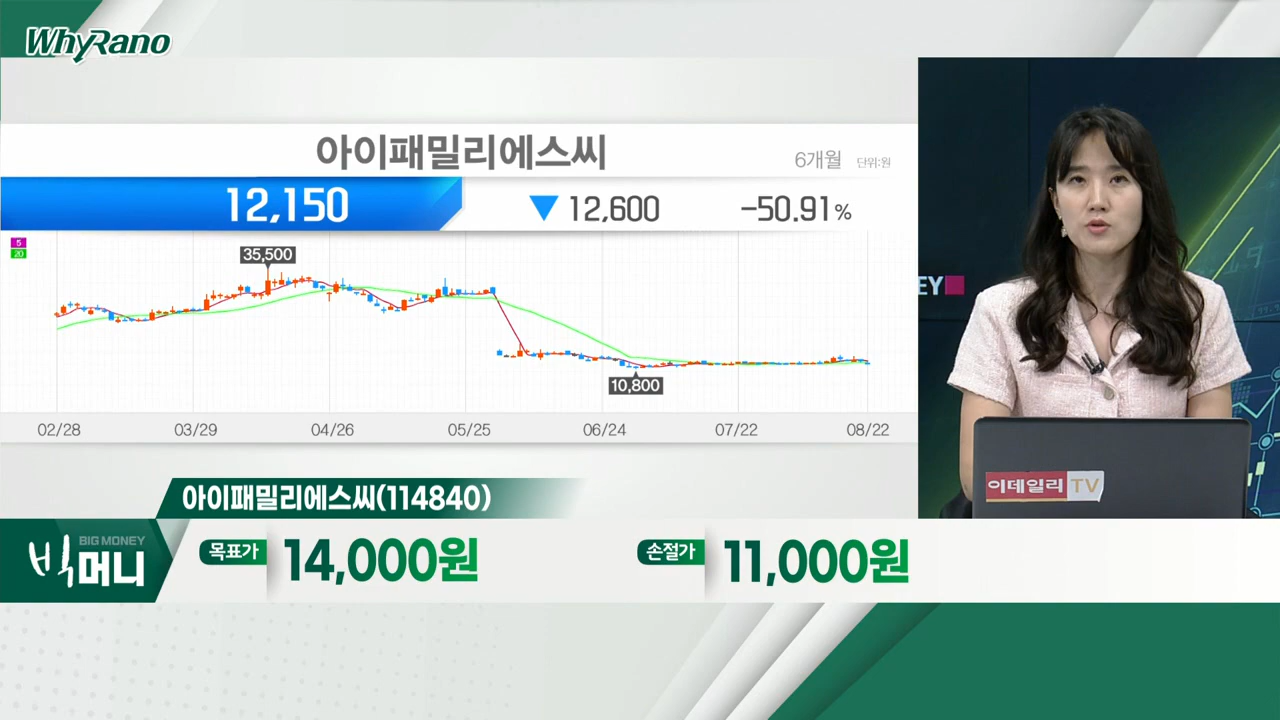 WhyRano
아이패밀리에스씨
6개월 단위:원
12,150 ▼ 12,600 -50.91%
5
20
35,500
10,800
02/28 03/29 04/26 05/25 06/24 07/22 08/22
EY
이데일리 TV
아이패밀리에스씨(114840)
BIG MONEY
빅머니
목표가 14,000원 손절가 11,000원